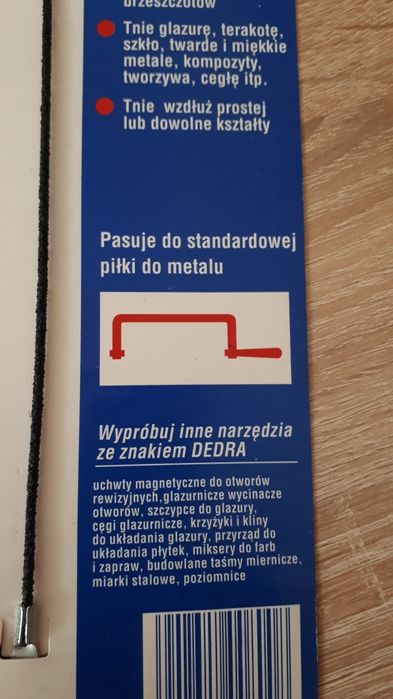 brzeszczotów
Tnie glazurę, terakotę,
szkło, twarde i miękkie
metale, kompozyty,
tworzywa, cegłę itp.
Tnie wzdłuż prostej
lub dowolne kształty
Pasuje do standardowej
piłki do metalu
Wypróbuj inne narzędzia
ze znakiem DEDRA
uchwyty magnetyczne do otworów
rewizyjnych,glazurnicze wycinacze
otworów, szczypce do glazury,
cęgi glazurnicze, krzyżyki i kliny
do układania glazury, przyrząd do
układania płytek, miksery do farb
i zapraw, budowlane taśmy miernicze,
miarki stalowe, poziomnice